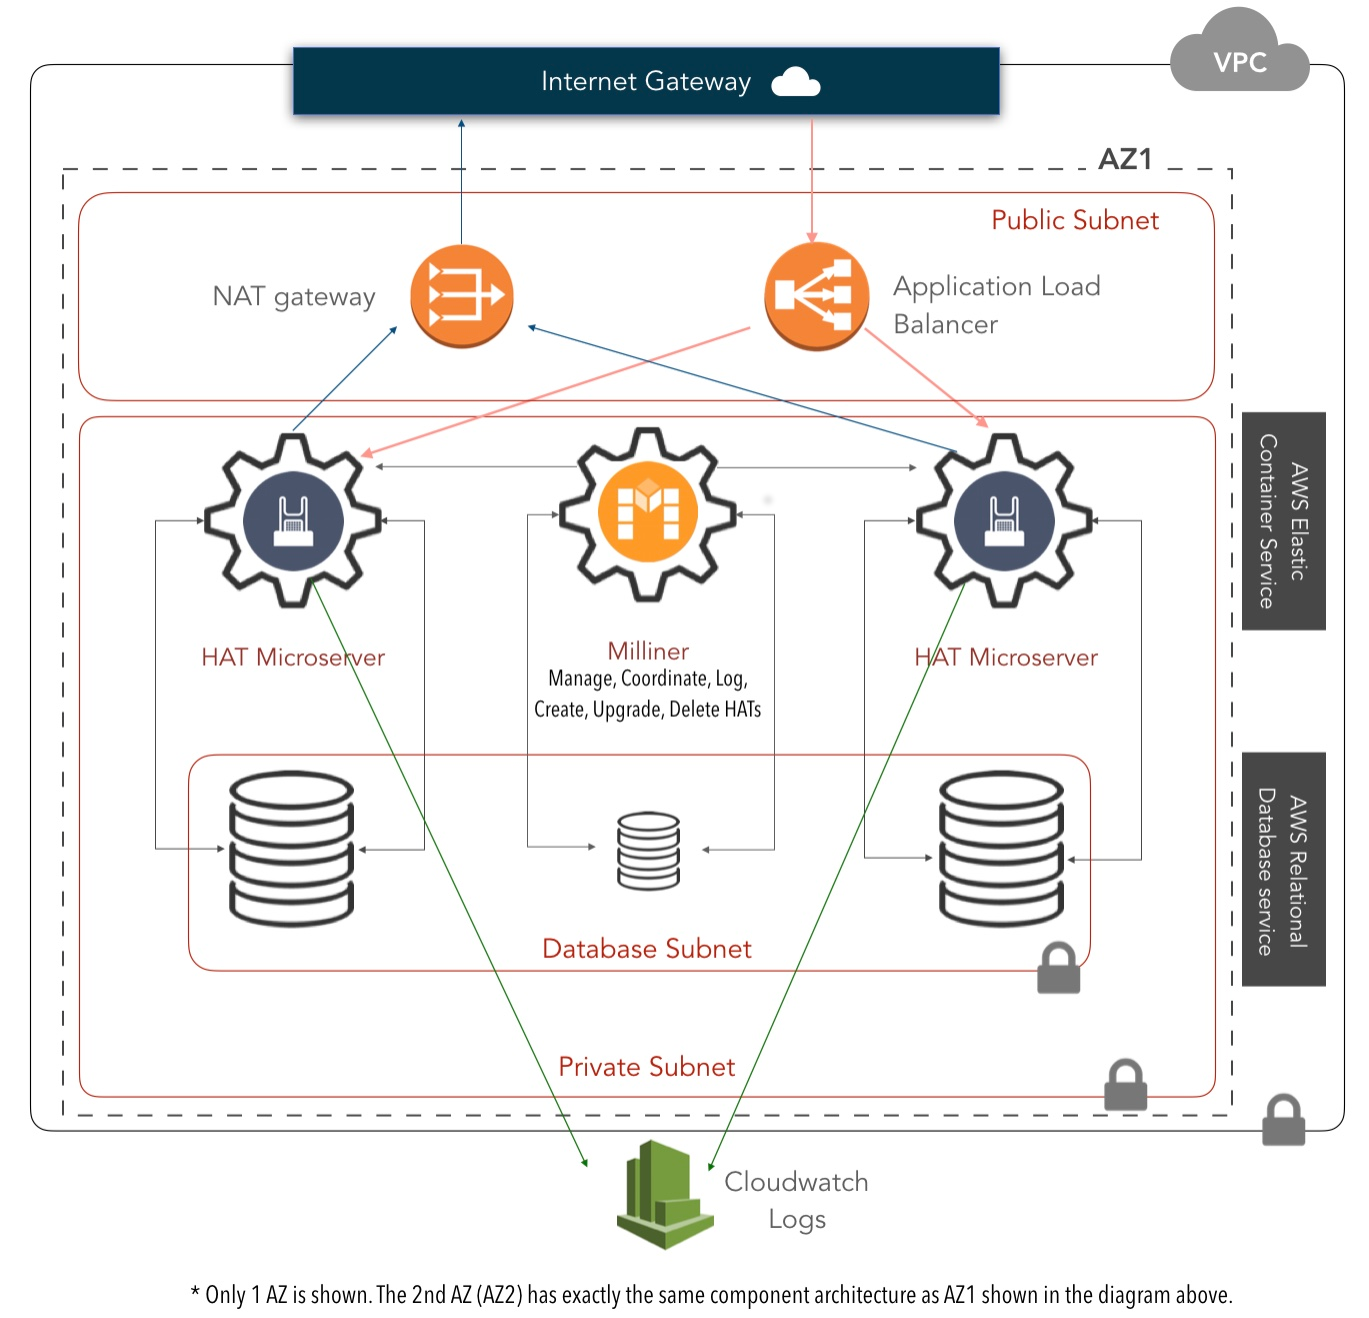 VPC
Internet Gateway
AZ1
Public Subnet
NAT gateway
Application Load
Balancer
AWS Elastic
Container Service
HAT Microserver
Milliner
HAT Microserver
Manage, Coordinate, Log,
Create, Upgrade, Delete HATs
AWS Relational
Database service
Database Subnet
Private Subnet
Cloudwatch
Logs
* Only 1 AZ is shown. The 2nd AZ (AZ2) has exactly the same component architecture as AZ1 shown in the diagram above.